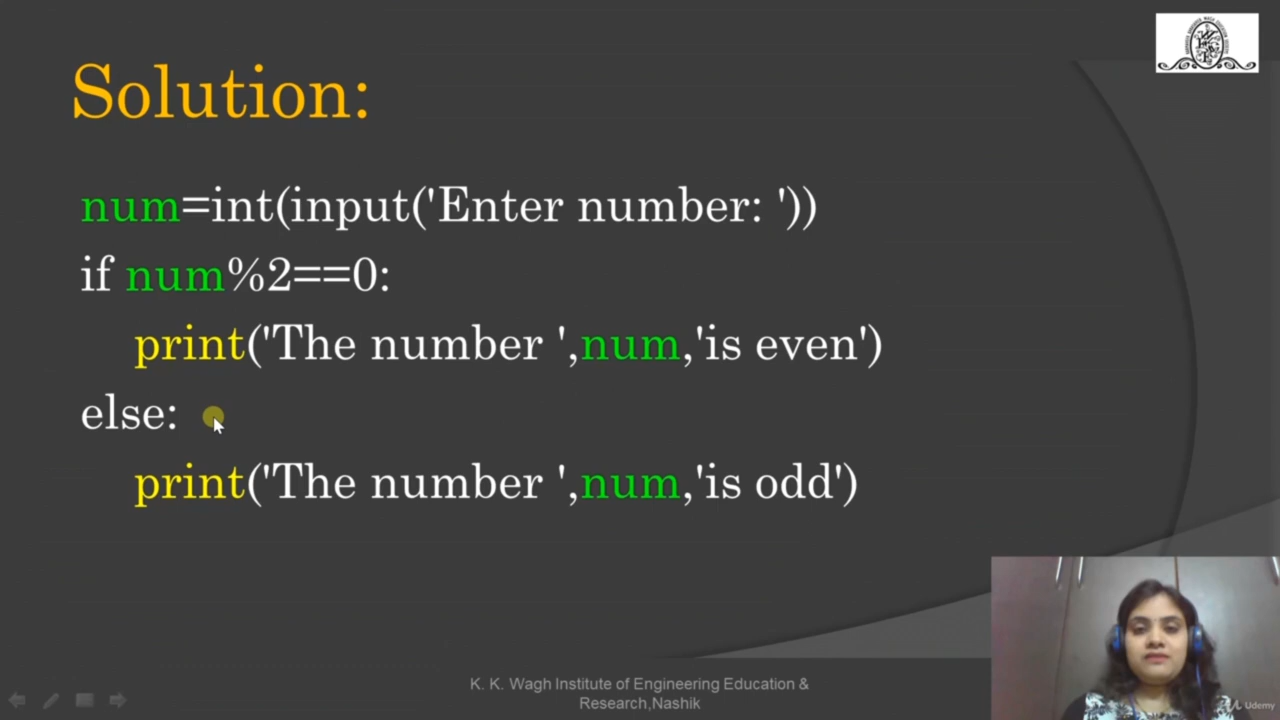 Solution:
num=int(input('Enter number: '))
if num%2==0:
print('The number ',num,'is even')
else:
print('The number ',num,'is odd')
K. K. Wagh Institute of Engineering Education &
Research,Nashik
Udemy